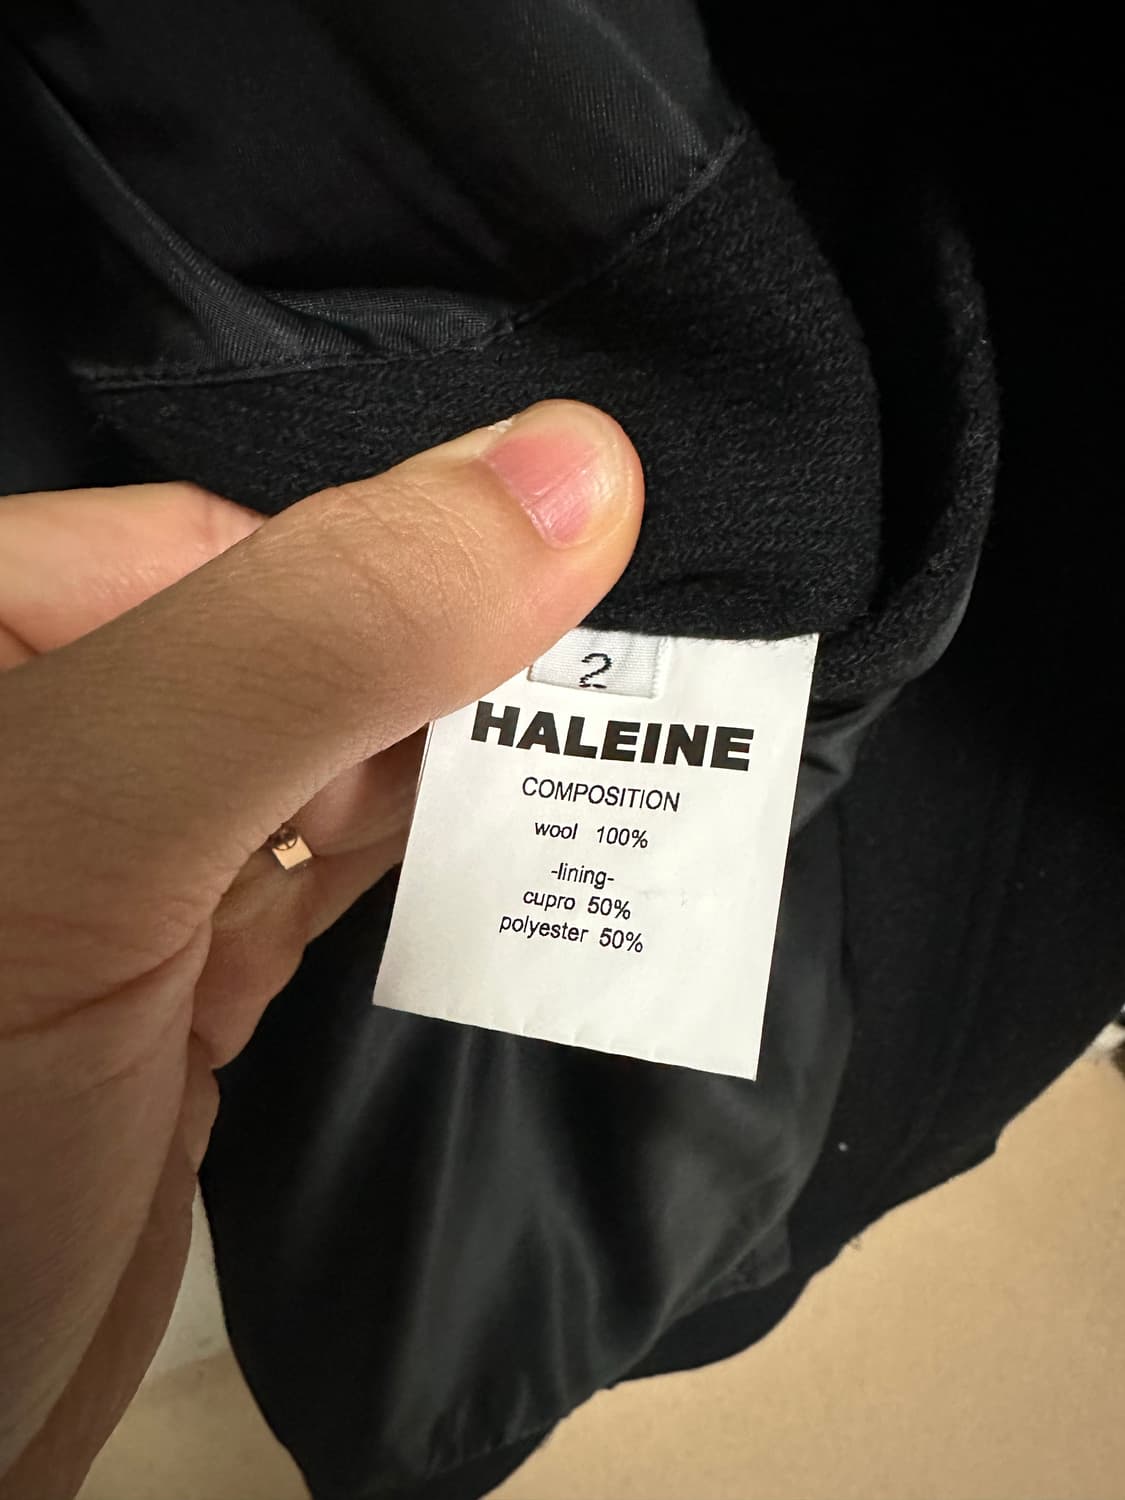 2
HALEINE
COMPOSITION
wool 100%
-lining-
cupro 50%
polyester 50%